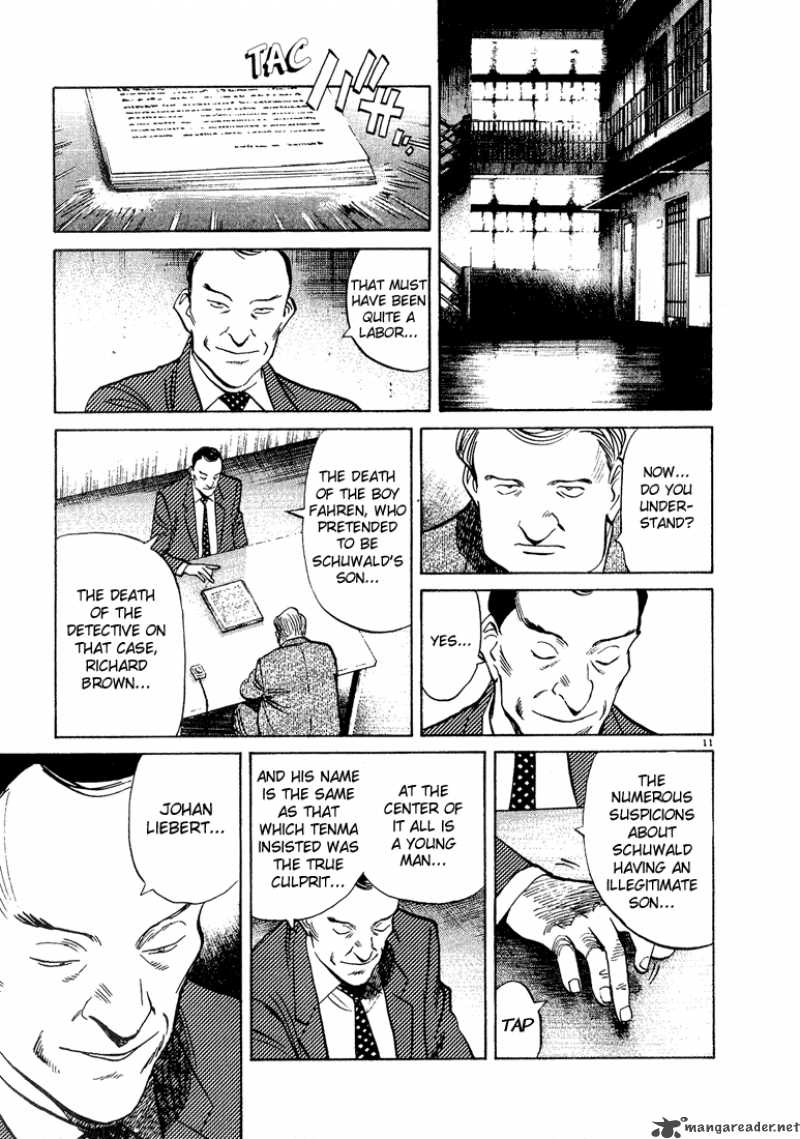 TAC
バサ
THAT MUST
HAVE BEEN
QUITE A
LABOR...
NOW...
DO YOU
UNDER-
STAND?
THE DEATH
OF THE BOY
FAHREN, WHO
PRETENDED
TO BE
SCHUWALD'S
SON...
THE DEATH
OF THE
DETECTIVE ON
THAT CASE,
RICHARD
BROWN...
YES...
11
THE
NUMEROUS
SUSPICIONS
ABOUT
SCHUWALD
HAVING AN
ILLEGITIMATE
SON...
TAP
AT THE
CENTER OF
IT ALL IS
A YOUNG
MAN...
AND HIS NAME
IS THE SAME
AS THAT
WHICH TENMA
INSISTED WAS
THE TRUE
CULPRIT...
JOHAN
LIEBERT...
mangareader.net